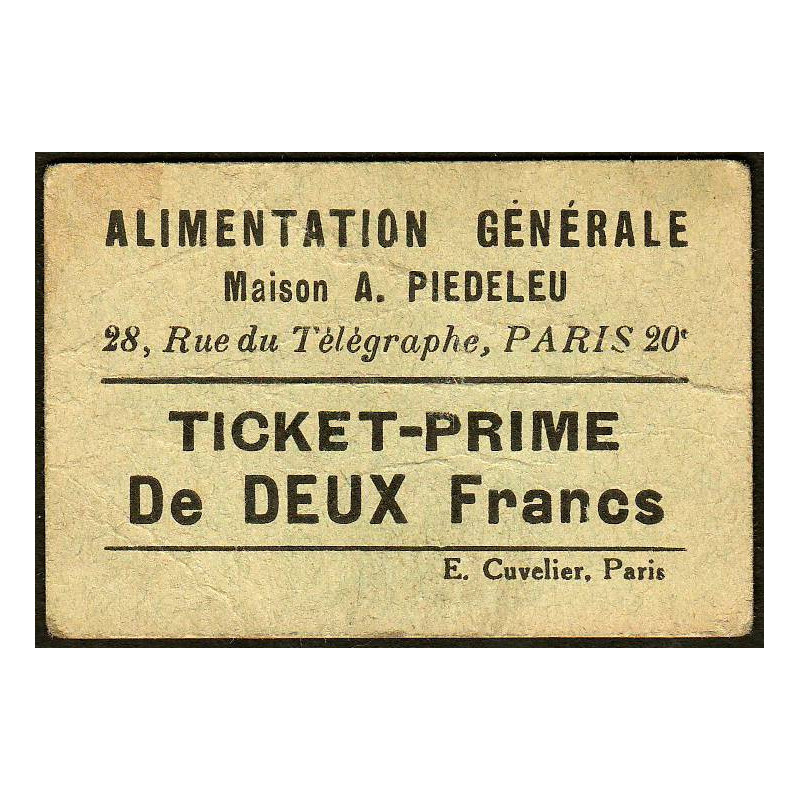 ALIMENTATION GÉNÉRALE
Maison A. PIEDELEU
28, Rue du Télégraphe, PARIS 20e
TICKET-PRIME
De DEUX Francs
E. Cuvelier, Paris